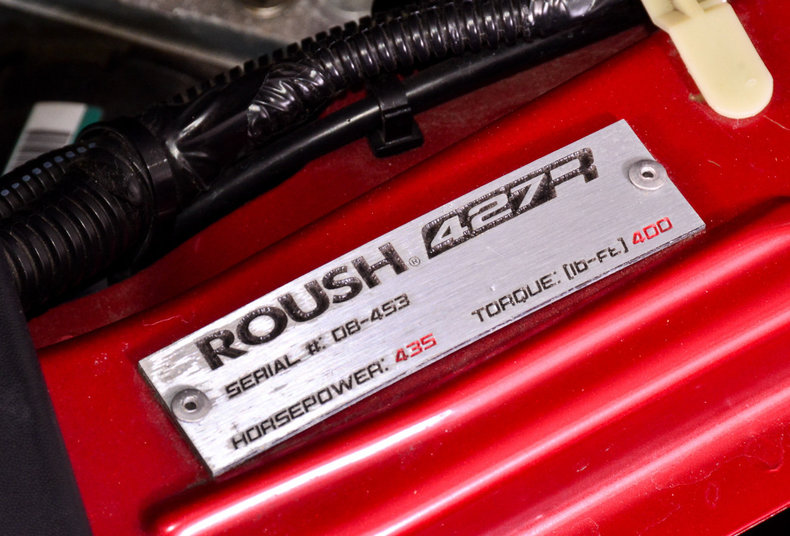 ROUSH® 427R
SERIAL #: 08-453
HORSEPOWER: 435
TORQUE: (lb-Ft) 400